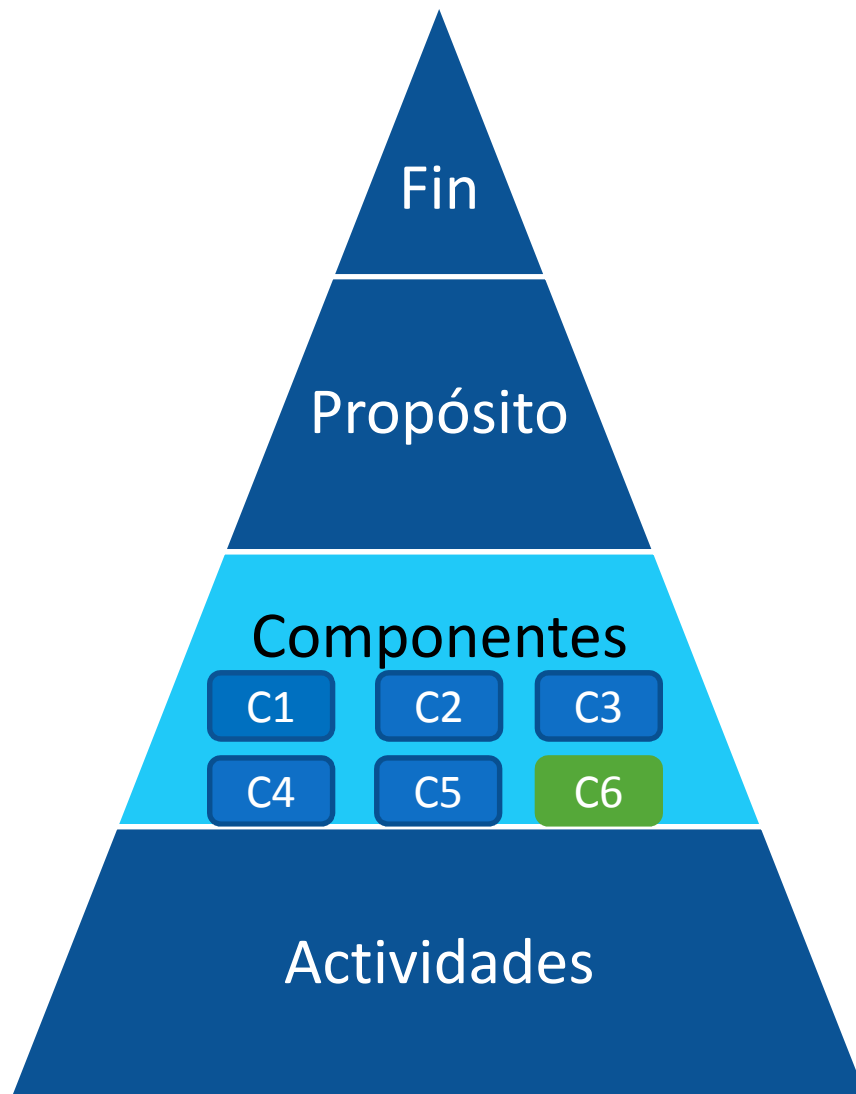 Fin
Propósito
Componentes
C1 C2 C3
C4 C5 C6
Actividades